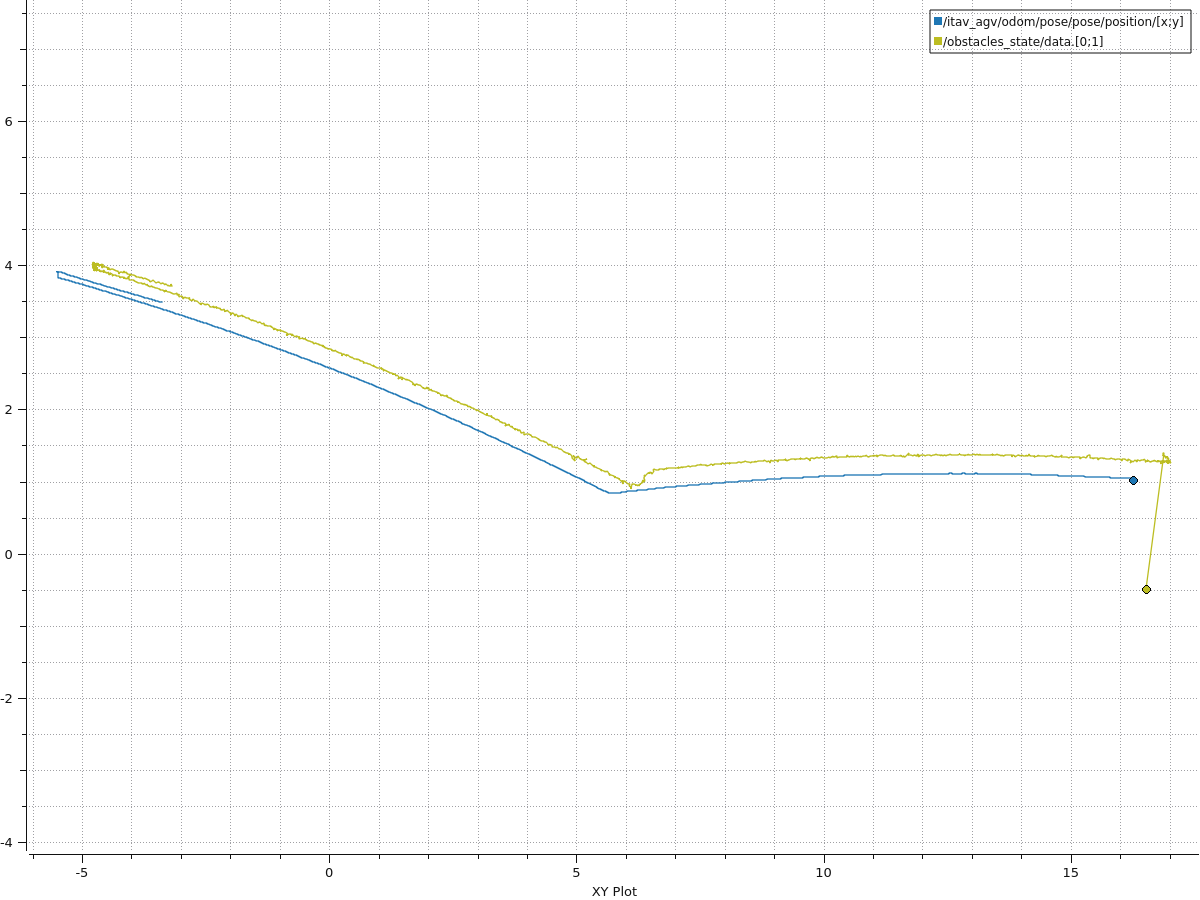 /itav_agv/odom/pose/pose/position/[x;y]
/obstacles_state/data.[0;1]
6
4
2
0
-2
-4
-5 0 5 10 15
XY Plot